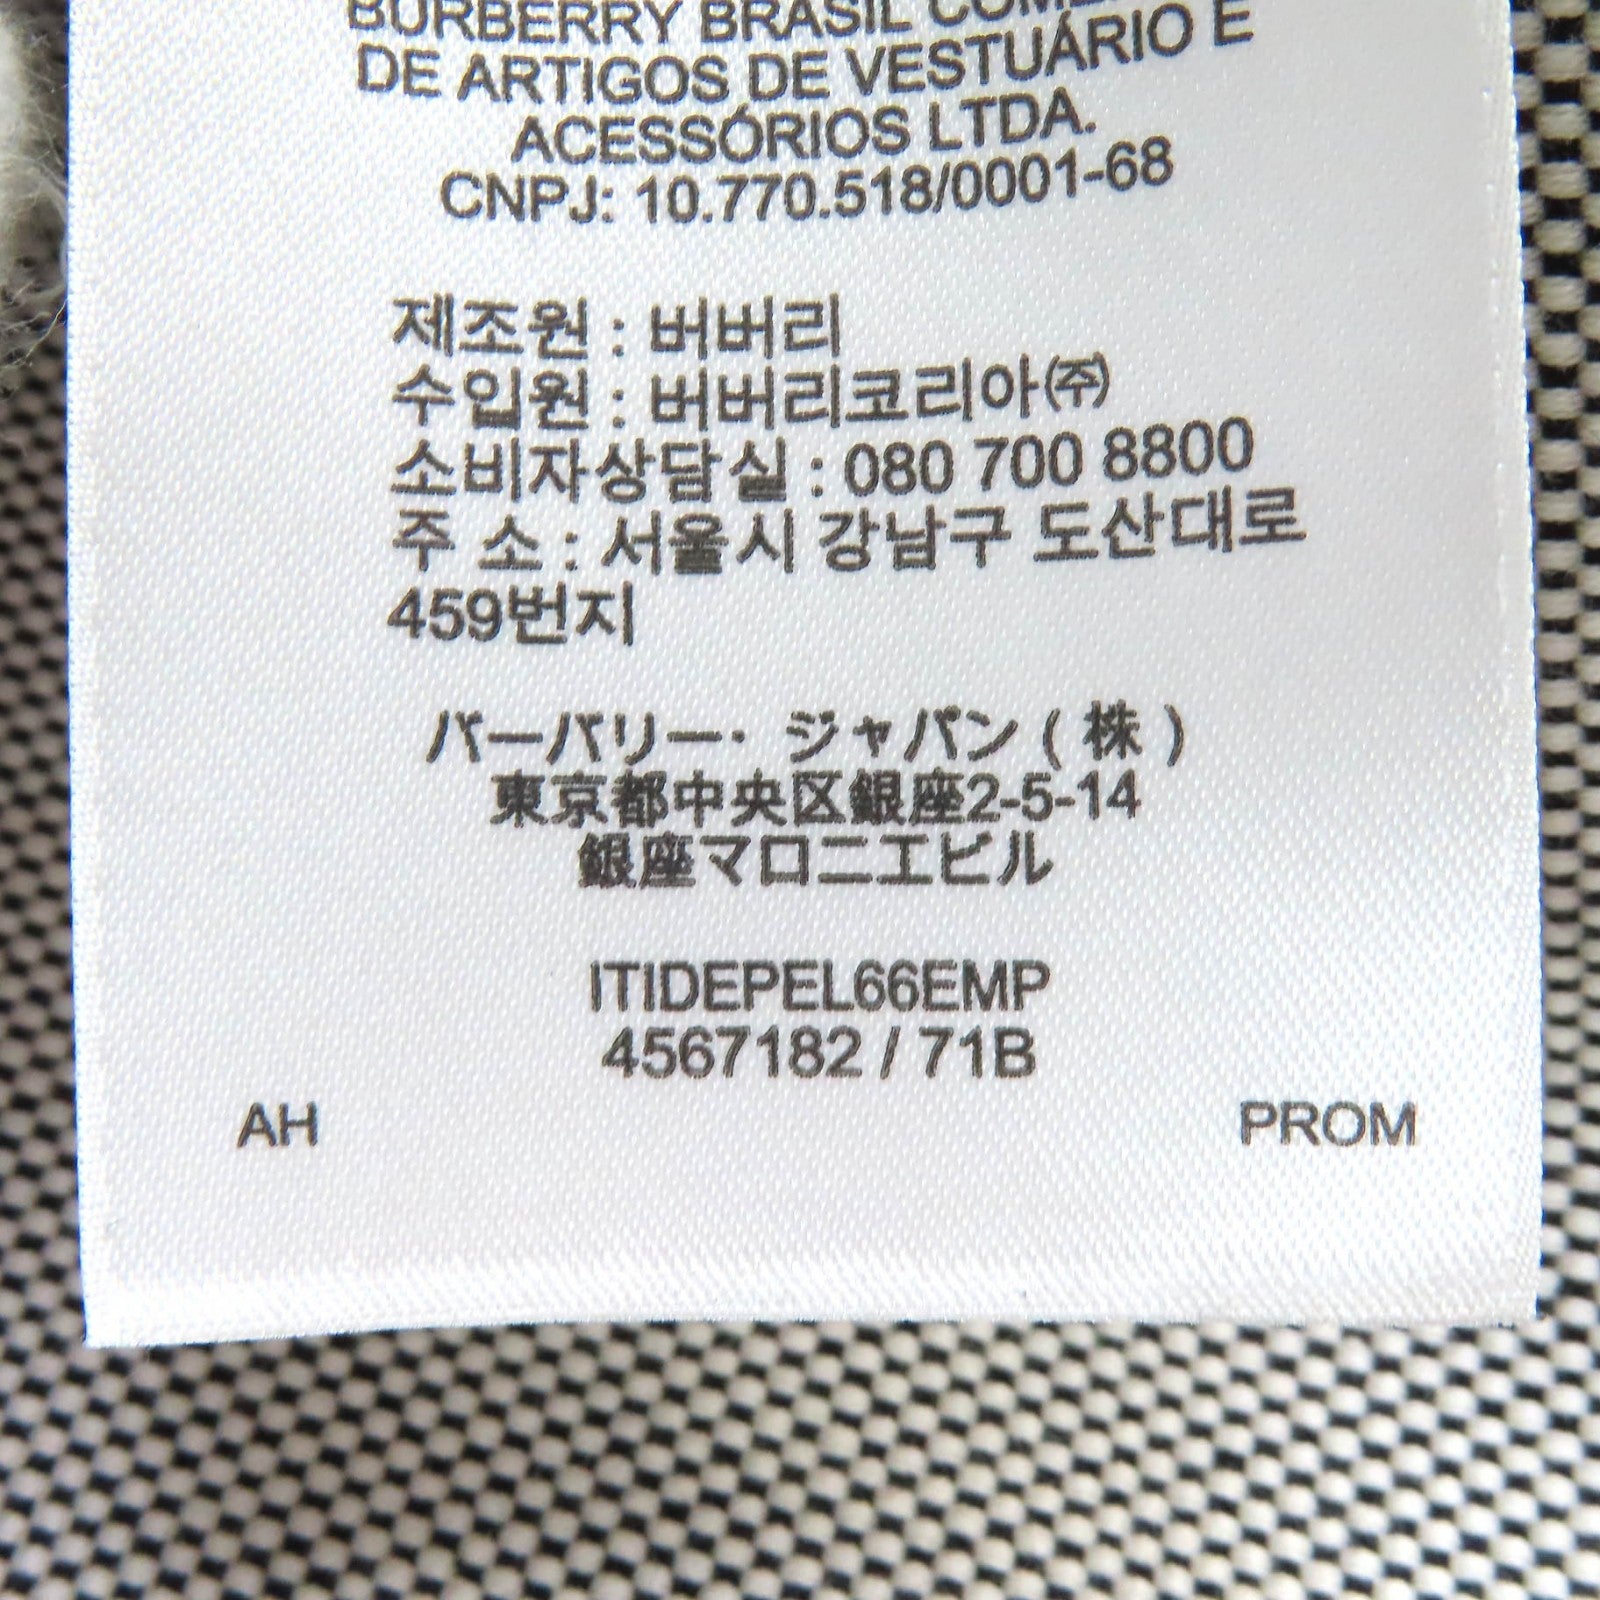 BURBERRY BRASIL
DE ARTIGOS DE VESTUÁRIO E
ACESSÓRIOS LTDA.
CNPJ: 10.770.518/0001-68
제조원 : 버버리
수입원 : 버버리코리아㈜
소비자상담실 : 080 700 8800
주 소 : 서울시 강남구 도산대로
459번지
バーバリー・ ジャパン ( 株 )
東京都中央区銀座2-5-14
銀座マロニエビル
ITIDEPEL66EMP
4567182 / 71B
AH
PROM